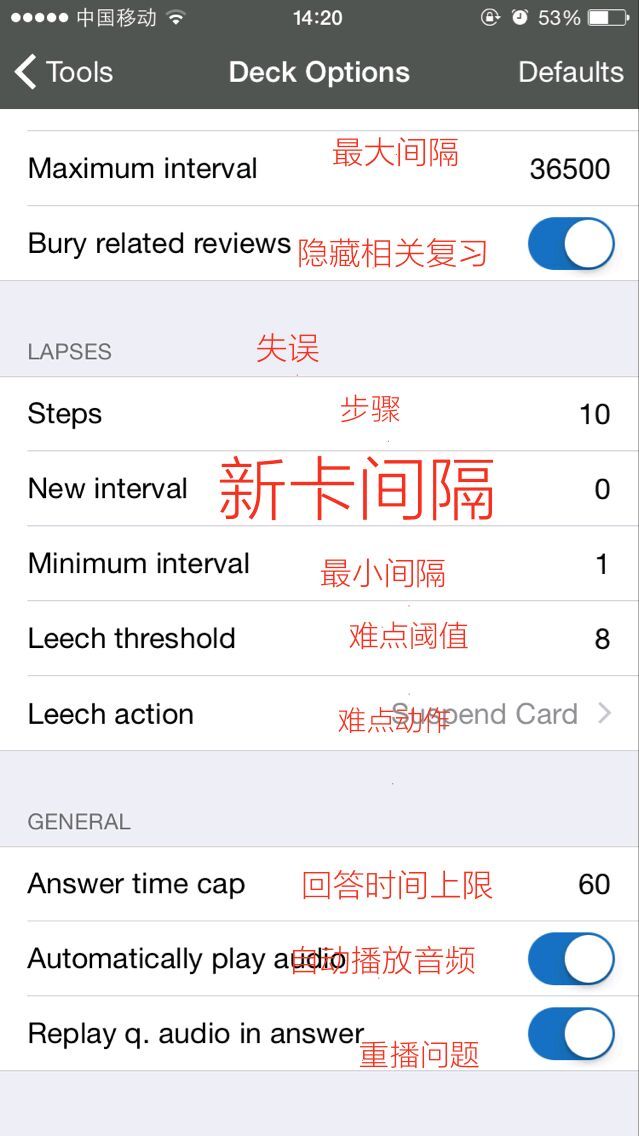 中国移动 14:20 53%
Tools Deck Options Defaults
Maximum interval 最大间隔 36500
Bury related reviews 隐藏相关复习
LAPSES 失误
Steps 步骤 10
New interval 新卡间隔 0
Minimum interval 最小间隔 1
Leech threshold 难点阈值 8
Leech action 难点动作 Suspend Card
GENERAL
Answer time cap 回答时间上限 60
Automatically play audio 自动播放音频
Replay q. audio in answer 重播问题